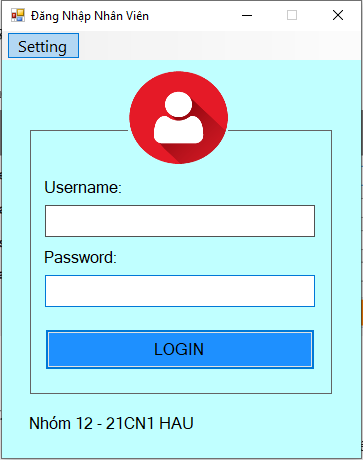 Đăng Nhập Nhân Viên
Setting
Username:
Password:
LOGIN
Nhóm 12 - 21CN1 HAU